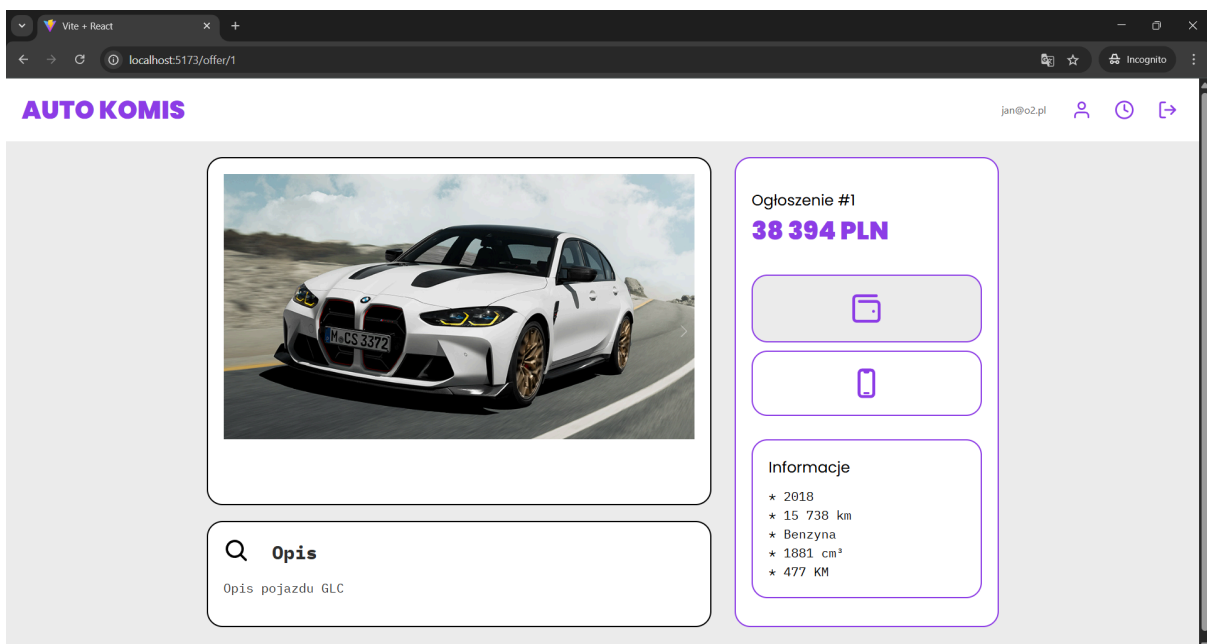 Vite + React
localhost:5173/offer/1
Incognito
AUTO KOMIS
jan@o2.pl
M CS 3372
Ogłoszenie #1
38 394 PLN
Informacje
* 2018
* 15 738 km
* Benzyna
* 1881 cm³
* 477 KM
Opis
Opis pojazdu GLC